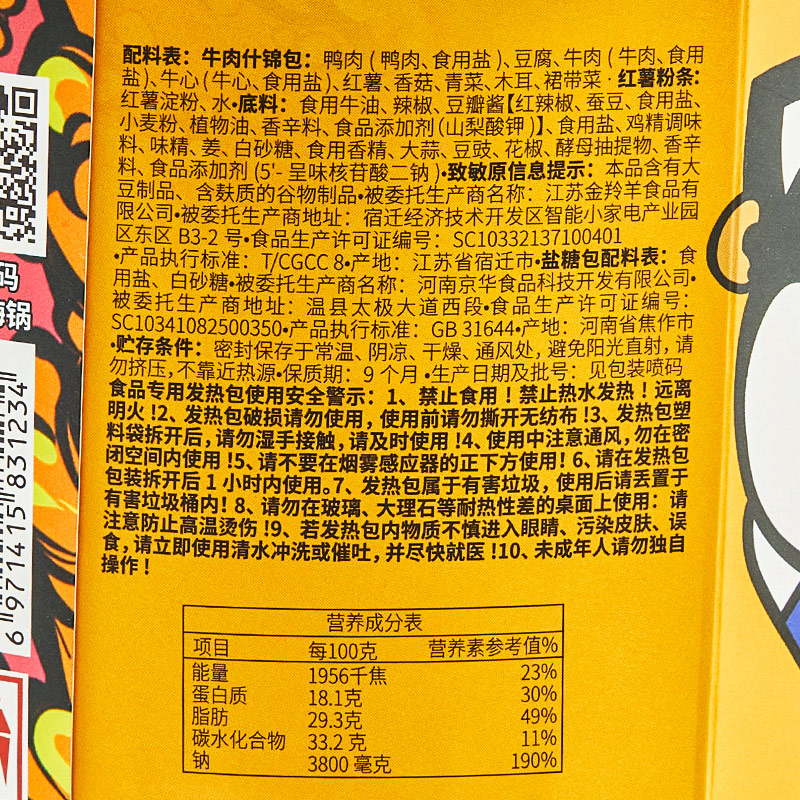 配料表：牛肉什锦包：鸭肉(鸭肉、食用盐)、豆腐、牛肉(牛肉、食用
盐)、牛心(牛心、食用盐)、红薯、香菇、青菜、木耳、裙带菜·红薯粉条:
红薯淀粉、水•底料：食用牛油、辣椒、豆瓣酱【红辣椒、蚕豆、食用盐、
小麦粉、植物油、香辛料、食品添加剂(山梨酸钾)】、食用盐、鸡精调味
料、味精、姜、白砂糖、食用香精、大蒜、豆豉、花椒、酵母抽提物、香辛
料、食品添加剂(5'-呈味核苷酸二钠)•致敏原信息提示：本品含有大
豆制品、含麸质的谷物制品•被委托生产商名称：江苏金羚羊食品有
限公司•被委托生产商地址：宿迁经济技术开发区智能小家电产业园
区东区 B3-2 号•食品生产许可证编号：SC10332137100401
•产品执行标准：T/CGCC 8•产地：江苏省宿迁市•盐糖包配料表：食
用盐、白砂糖•被委托生产商名称：河南京华食品科技开发有限公司•
被委托生产商地址：温县太极大道西段•食品生产许可证编号：
SC10341082500350•产品执行标准：GB 31644•产地：河南省焦作市
•贮存条件：密封保存于常温、阴凉、干燥、通风处，避免阳光直射，请
勿挤压，不靠近热源•保质期：9 个月•生产日期及批号：见包装喷码
食品专用发热包使用安全警示：1、禁止食用！禁止热水发热！远离
明火！2、发热包破损请勿使用，使用前请勿撕开无纺布！3、发热包塑
料袋拆开后，请勿湿手接触，请及时使用！4、使用中注意通风，勿在密
闭空间内使用！5、请不要在烟雾感应器的正下方使用！6、请在发热包
包装拆开后 1 小时内使用。7、发热包属于有害垃圾，使用后请丢置于
有害垃圾桶内！8、请勿在玻璃、大理石等耐热性差的桌面上使用：请
注意防止高温烫伤！9、若发热包内物质不慎进入眼睛、污染皮肤、误
食，请立即使用清水冲洗或催吐，并尽快就医！10、未成年人请勿独自
操作！
营养成分表
项目 每100克 营养素参考值%
能量 1956千焦 23%
蛋白质 18.1克 30%
脂肪 29.3克 49%
碳水化合物 33.2 克 11%
钠 3800 毫克 190%
码
锅
6 971415 831234